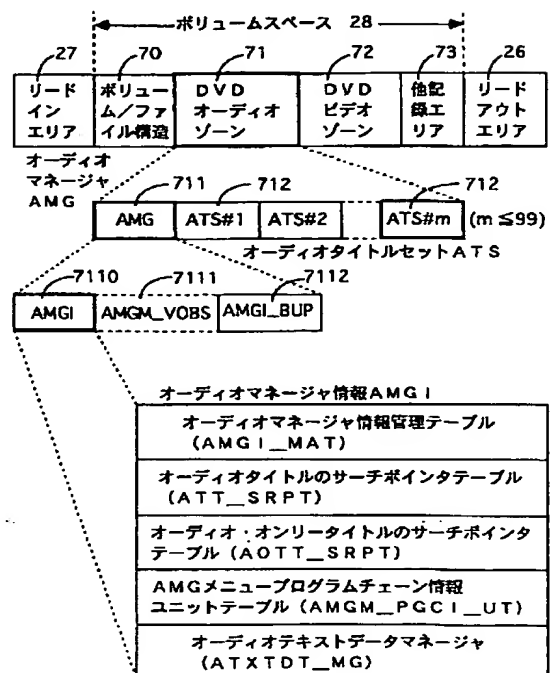 ボリュームスペース 28
27 70 71 72 73 26
リード
イン
エリア
ボリュー
ム/ファ
イル構造
DVD
オーディオ
ゾーン
DVD
ビデオ
ゾーン
他記
録エ
リア
リード
アウト
エリア
オーディオ
マネージャ
AMG
711 712 712
AMG ATS#1 ATS#2 ATS#m (m≦99)
オーディオタイトルセットATS
7110 7111 7112
AMGI AMGM_VOBS AMGI_BUP
オーディオマネージャ情報AMGI
オーディオマネージャ情報管理テーブル
(AMGI_MAT)
オーディオタイトルのサーチポインタテーブル
(ATT_SRPT)
オーディオ・オンリータイトルのサーチポインタ
テーブル(AOTT_SRPT)
AMGメニュープログラムチェーン情報
ユニットテーブル(AMGM_PGCI_UT)
オーディオテキストデータマネージャ
(ATXTDT_MG)